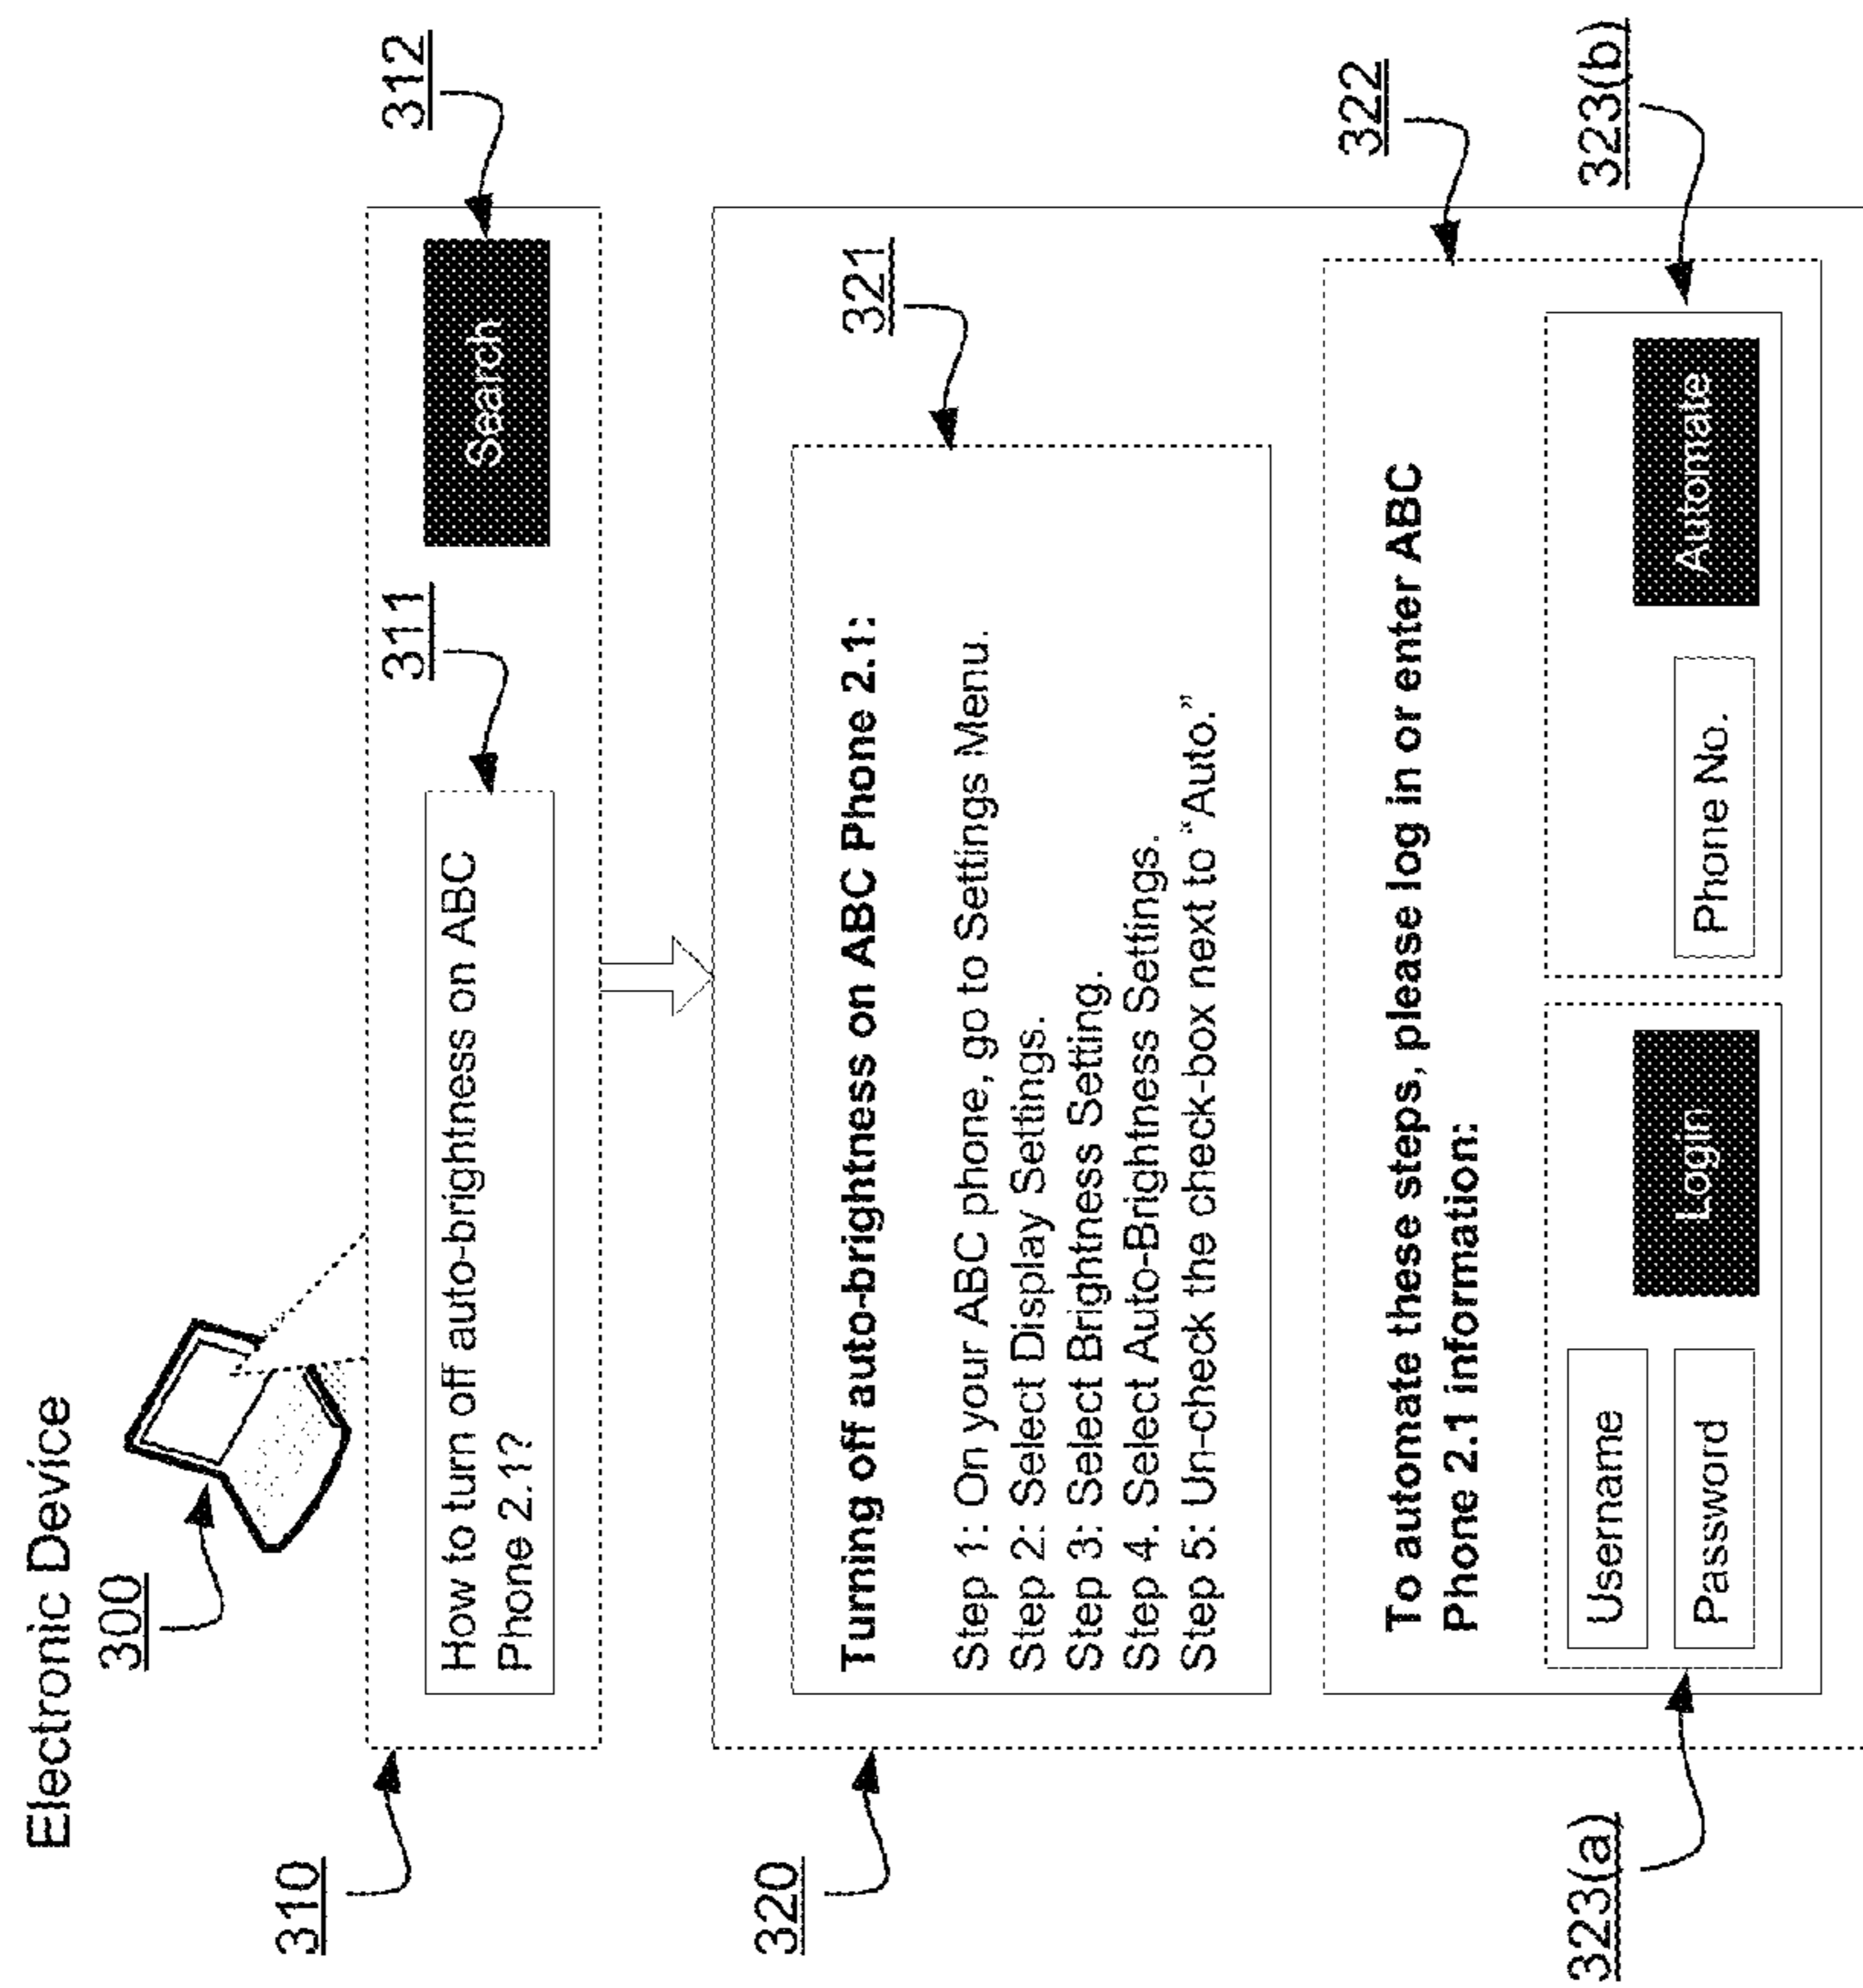 Electronic Device
300
310
312
311
How to turn off auto-brightness on ABC
Phone 2.1?
Search
320
321
Turning off auto-brightness on ABC Phone 2.1:
Step 1: On your ABC phone, go to Settings Menu.
Step 2: Select Display Settings.
Step 3: Select Brightness Setting.
Step 4. Select Auto-Brightness Settings.
Step 5: Un-check the check-box next to “Auto.”
322
To automate these steps, please log in or enter ABC
Phone 2.1 information:
323(a)
Username
Password
Login
Phone No.
Automate
323(b)